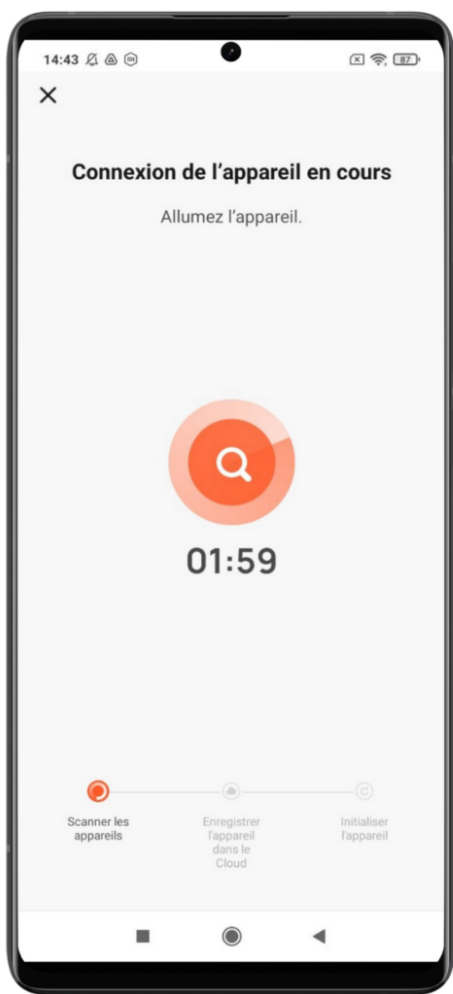 14:43
87
Connexion de l’appareil en cours
Allumez l’appareil.
01:59
Scanner les
appareils
Enregistrer
l'appareil
dans le
Cloud
Initialiser
l'appareil